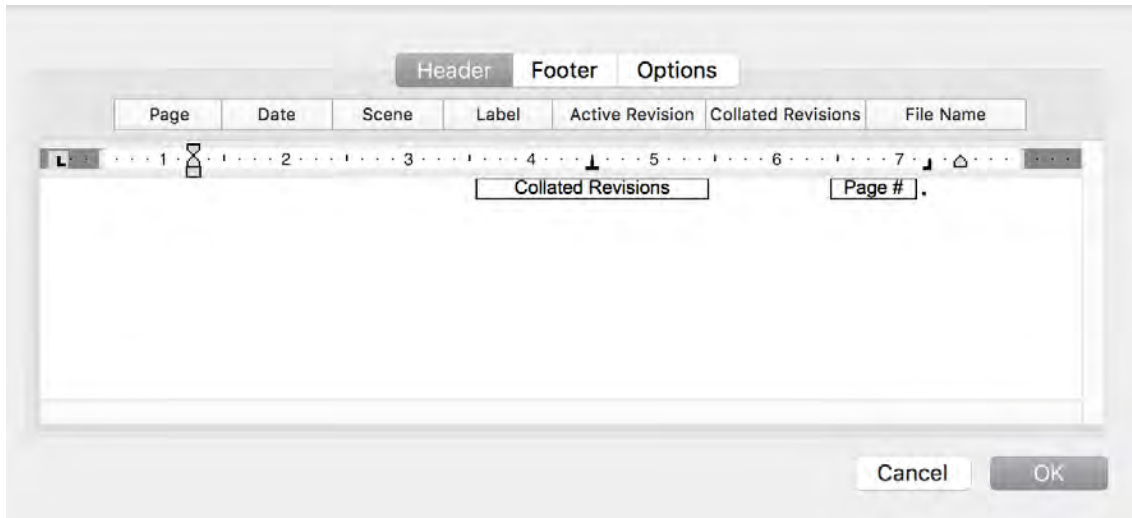 Header Footer Options
Page Date Scene Label Active Revision Collated Revisions File Name
L 1 2 3 4 5 6 7
Collated Revisions Page # .
Cancel OK